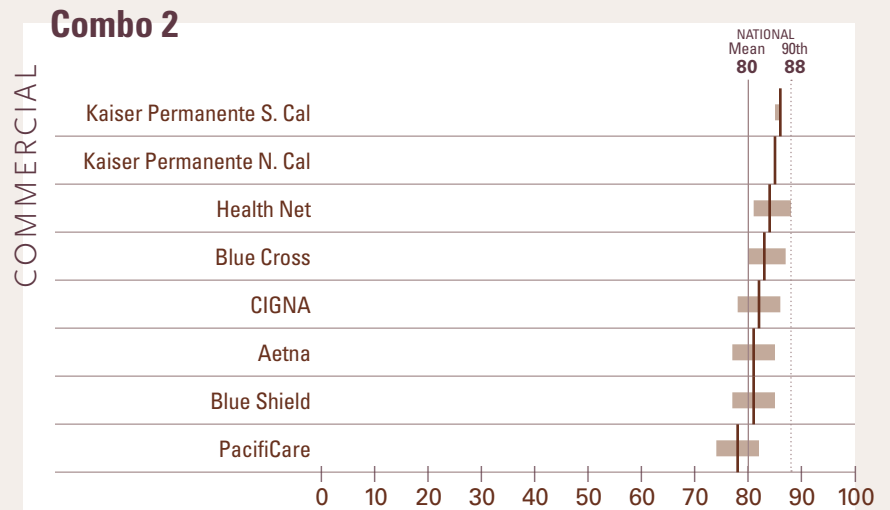 Combo 2
NATIONAL
Mean 90th
80 88
COMMERCIAL
Kaiser Permanente S. Cal
Kaiser Permanente N. Cal
Health Net
Blue Cross
CIGNA
Aetna
Blue Shield
PacifiCare
0 10 20 30 40 50 60 70 80 90 100